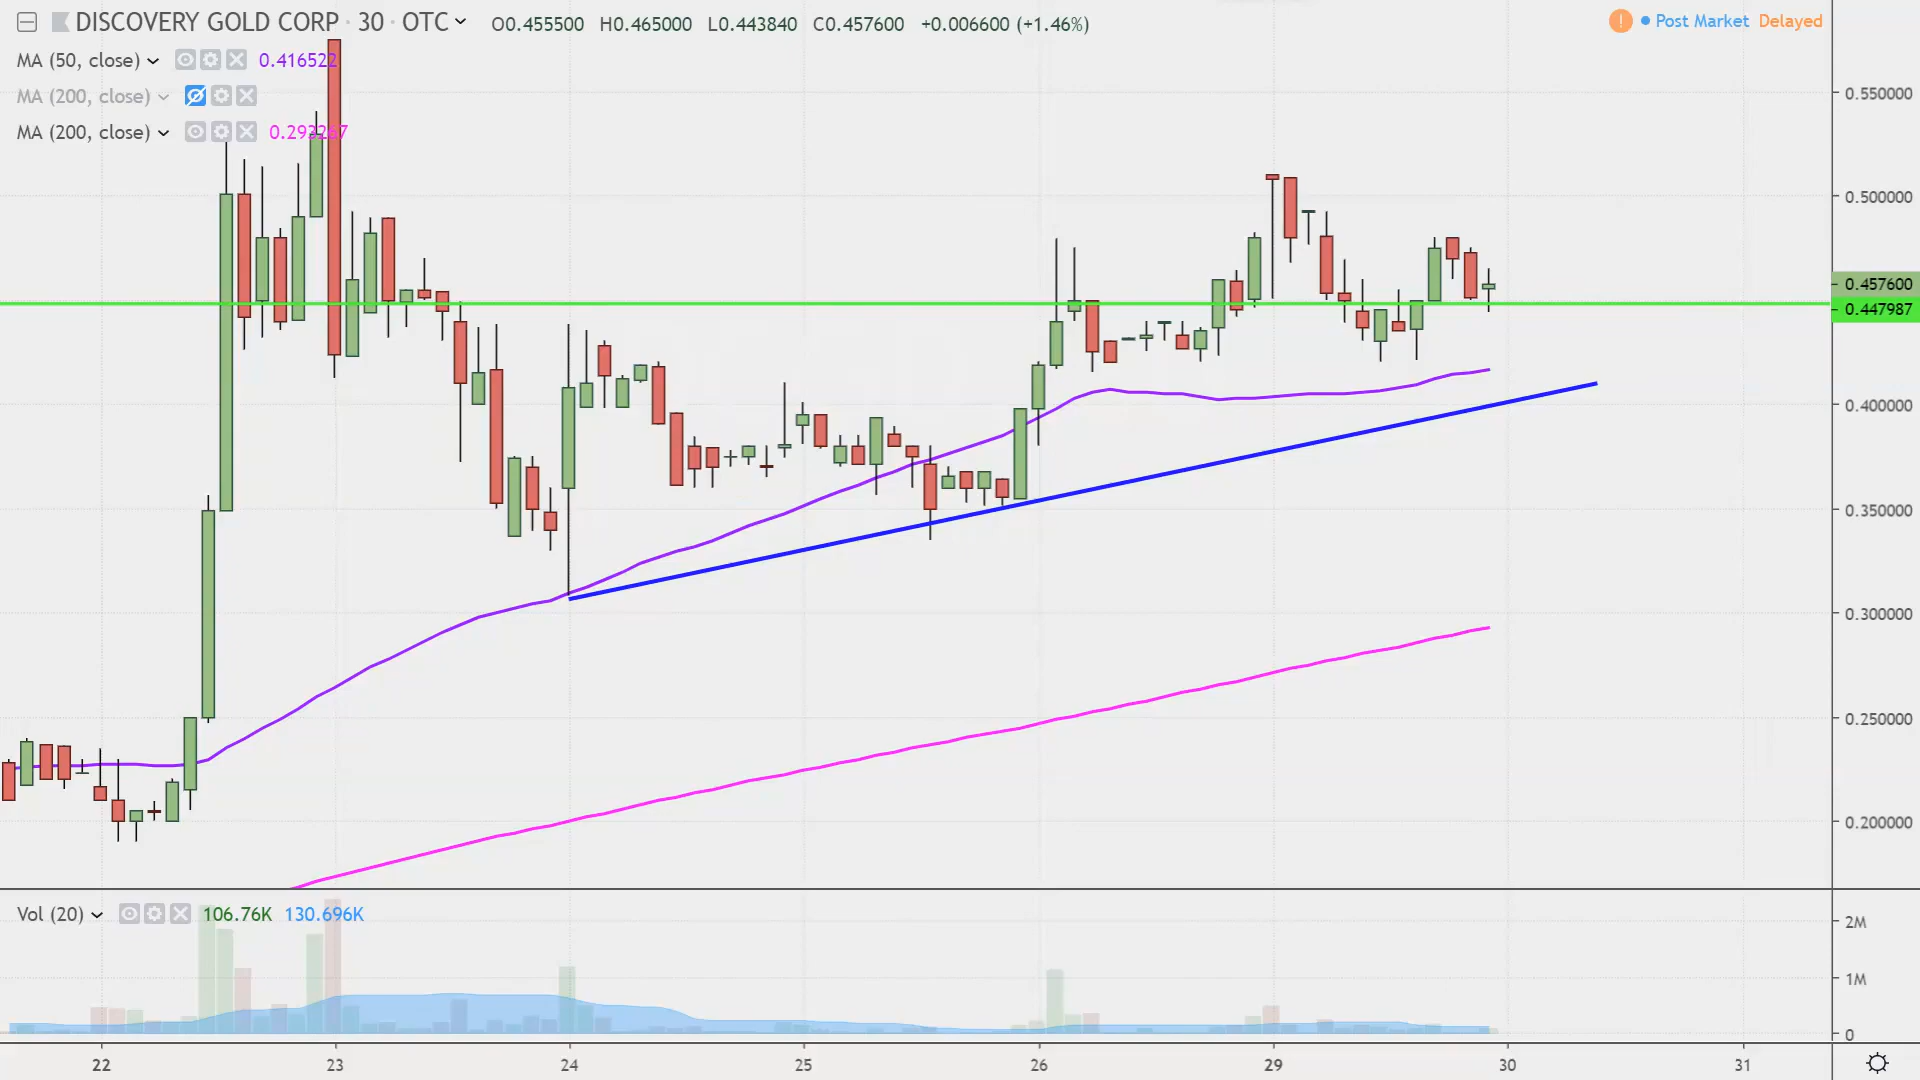 DISCOVERY GOLD CORP · 30 · OTC O0.455500 H0.465000 L0.443840 C0.457600 +0.006600 (+1.46%)
! Post Market Delayed
MA (50, close) 0.416522
MA (200, close)
MA (200, close) 0.293267
0.550000
0.500000
0.457600
0.447987
0.400000
0.350000
0.300000
0.250000
0.200000
Vol (20) 106.76K 130.696K
2M
1M
0
22 23 24 25 26 29 30 31